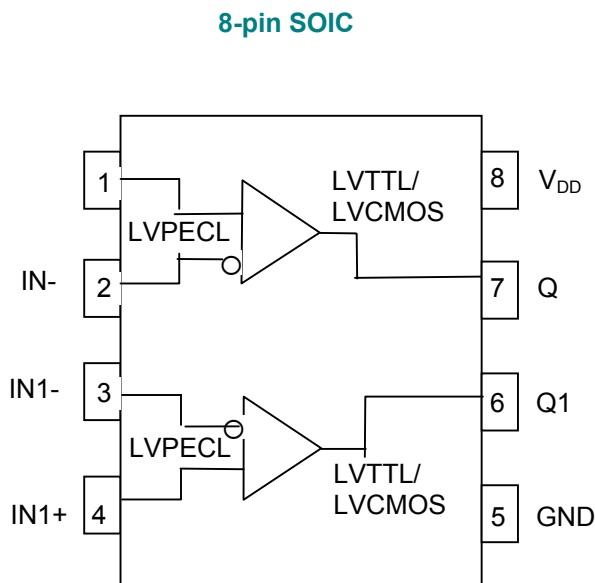 8-pin SOIC
1
LVTTL/
LVCMOS
8 V_DD
LVPECL
IN- 2
7 Q
IN1- 3
6 Q1
LVPECL
LVTTL/
LVCMOS
IN1+ 4
5 GND